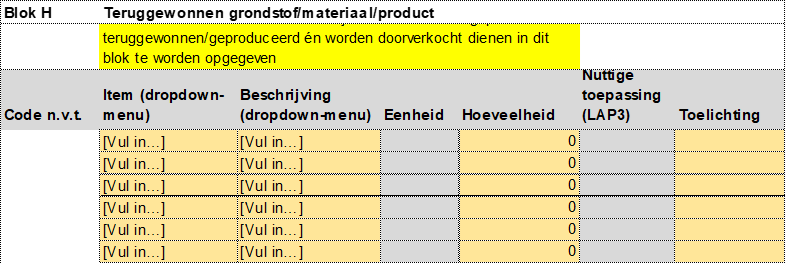 Blok H Teruggewonnen grondstof/materiaal/product
teruggewonnen/geproduceerd én worden doorverkocht dienen in dit
blok te worden opgegeven
Code n.v.t. Item (dropdown-menu) Beschrijving (dropdown-menu) Eenheid Hoeveelheid Nuttige toepassing (LAP3) Toelichting
[Vul in...] [Vul in...] 0
[Vul in...] [Vul in...] 0
[Vul in...] [Vul in...] 0
[Vul in...] [Vul in...] 0
[Vul in...] [Vul in...] 0
[Vul in...] [Vul in...] 0